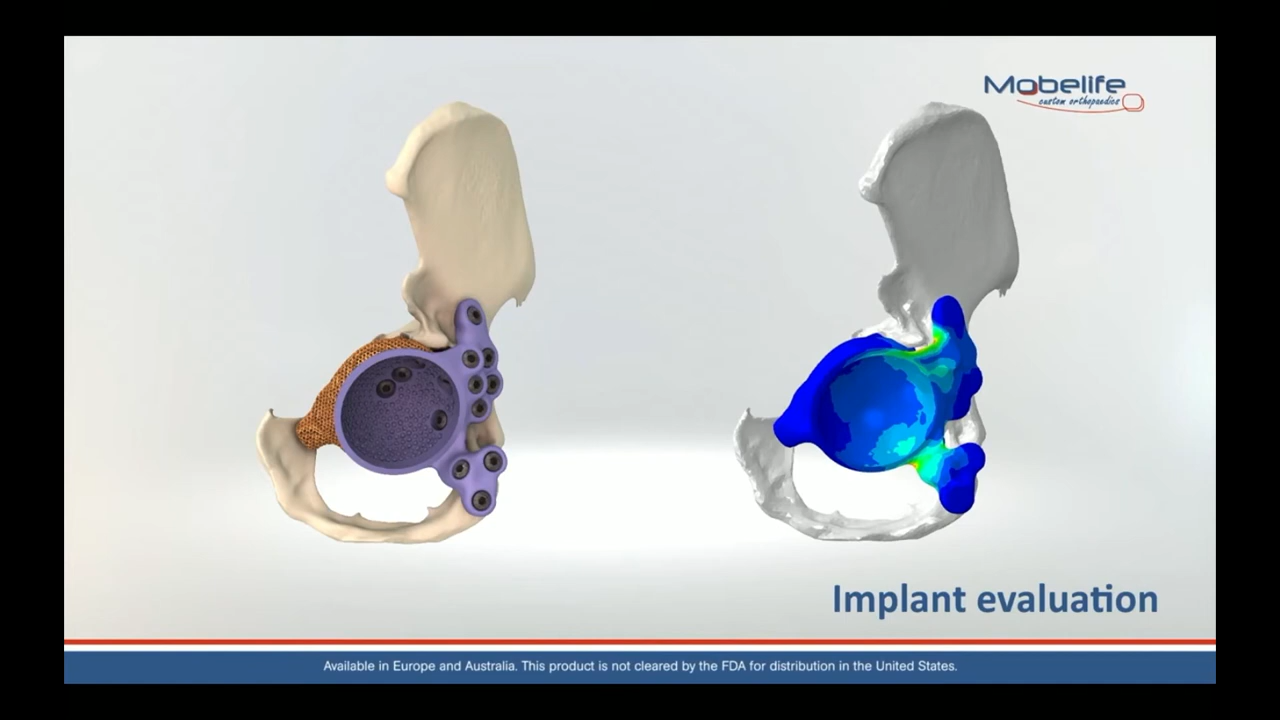 Mobelife
custom orthopaedics
Implant evaluation
Available in Europe and Australia. This product is not cleared by the FDA for distribution in the United States.